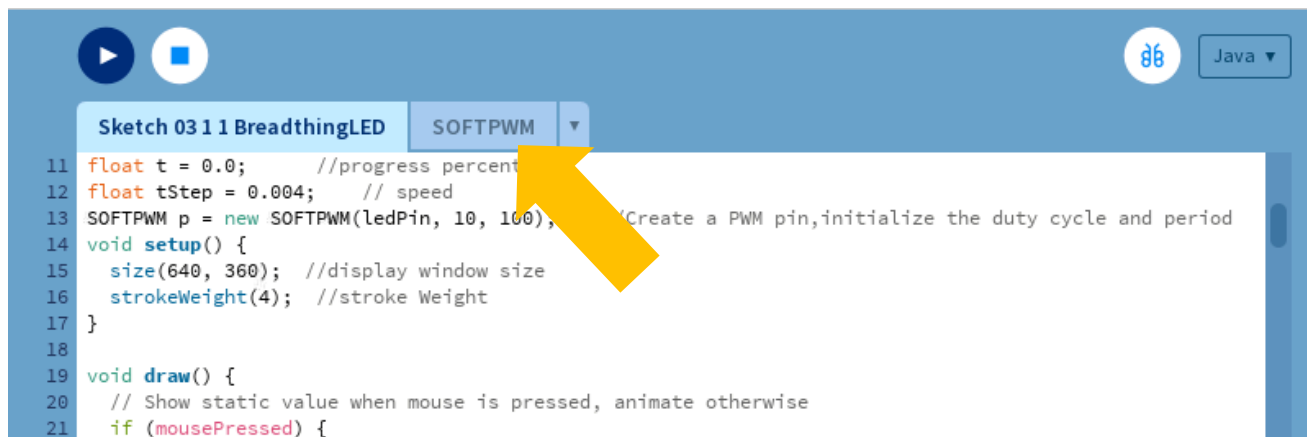 Java ▼
Sketch 03 1 1 BreadthingLED SOFTPWM ▼
11 float t = 0.0; //progress percent
12 float tStep = 0.004; // speed
13 SOFTPWM p = new SOFTPWM(ledPin, 10, 100); /Create a PWM pin,initialize the duty cycle and period
14 void setup() {
15 size(640, 360); //display window size
16 strokeWeight(4); //stroke Weight
17 }
18
19 void draw() {
20 // Show static value when mouse is pressed, animate otherwise
21 if (mousePressed) {